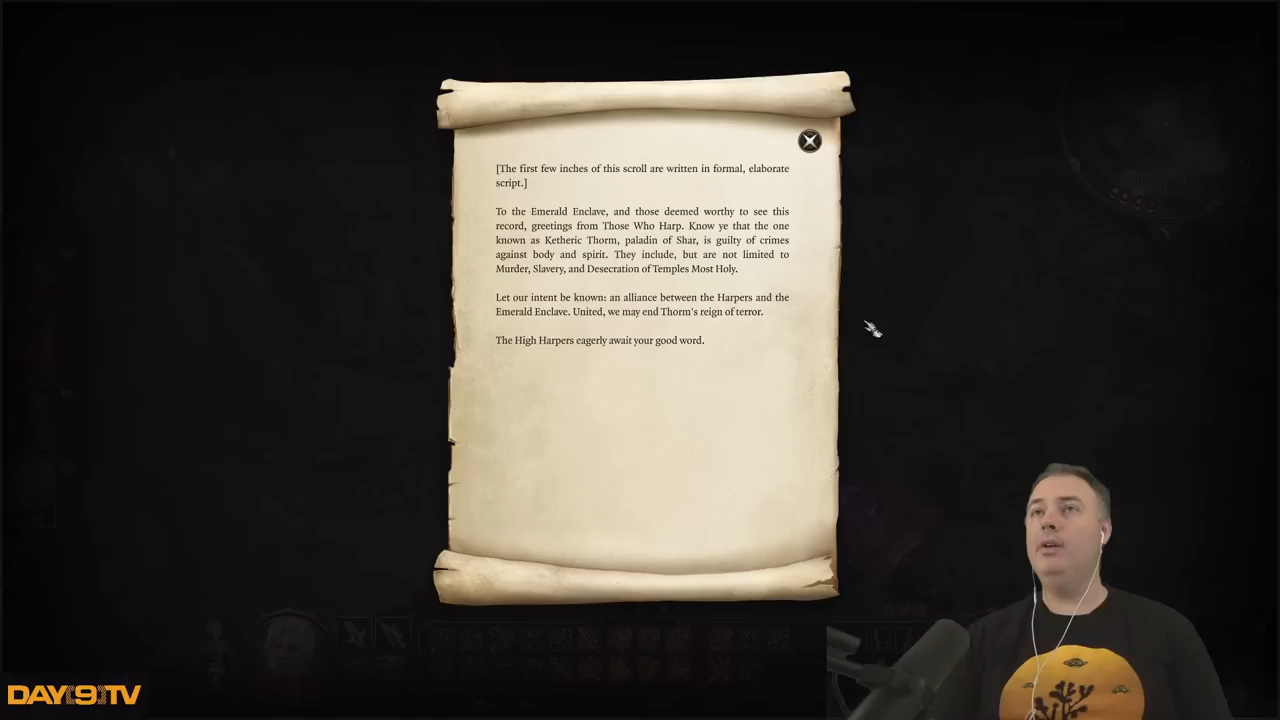 [The first few inches of this scroll are written in formal, elaborate
script.]
To the Emerald Enclave, and those deemed worthy to see this
record, greetings from Those Who Harp. Know ye that the one
known as Ketheric Thorm, paladin of Shar, is guilty of crimes
against body and spirit. They include, but are not limited to
Murder, Slavery, and Desecration of Temples Most Holy.
Let our intent be known: an alliance between the Harpers and the
Emerald Enclave. United, we may end Thorm's reign of terror.
The High Harpers eagerly await your good word.
DAY[9]TV